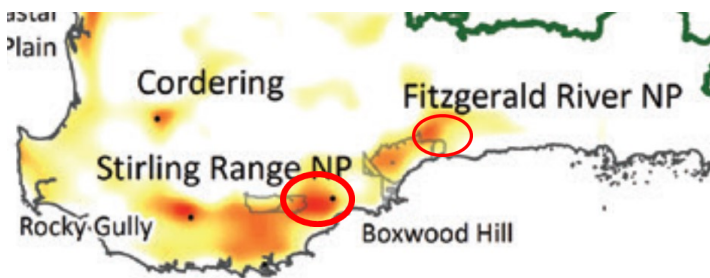 Plain
Cordering
Fitzgerald River NP
Stirling Range NP
Rocky Gully
Boxwood Hill